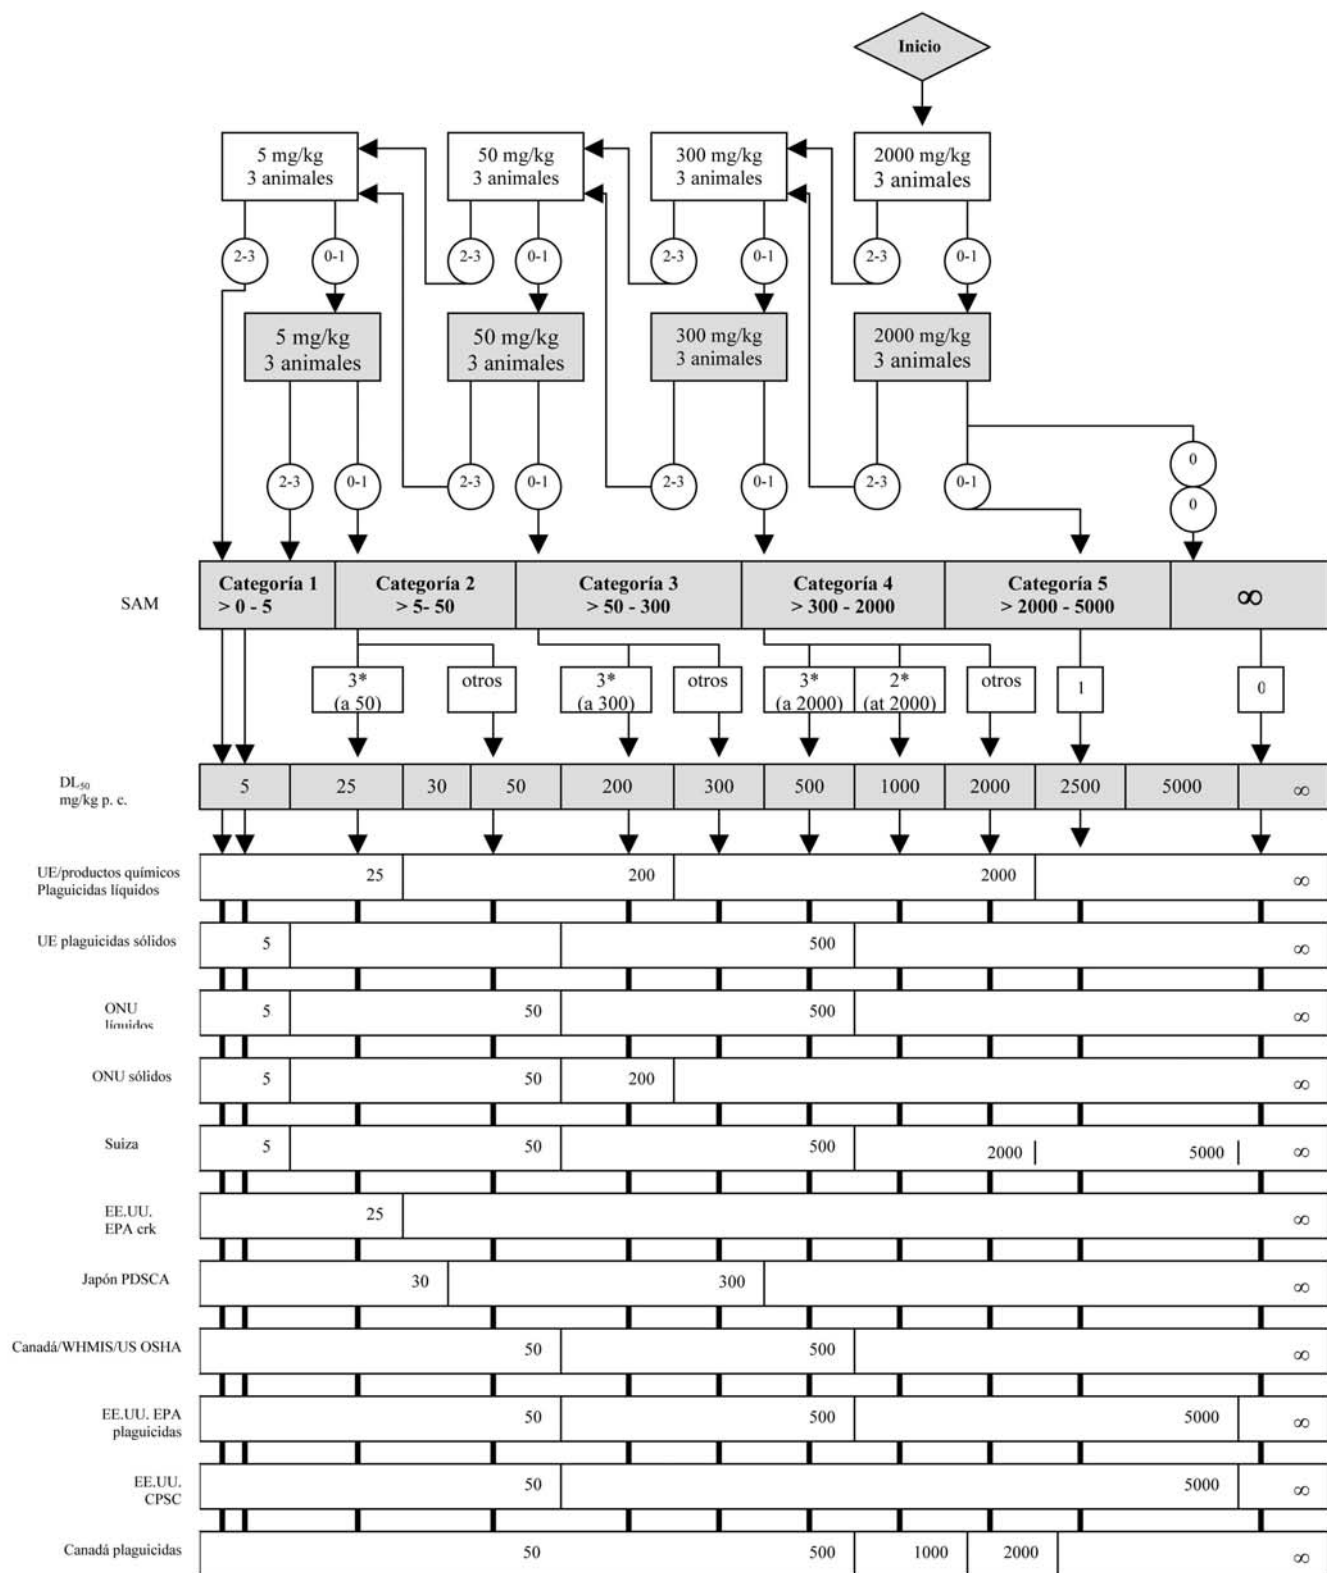 Inicio
5 mg/kg
3 animales
50 mg/kg
3 animales
300 mg/kg
3 animales
2000 mg/kg
3 animales
2-3
0-1
2-3
0-1
2-3
0-1
2-3
0-1
5 mg/kg
3 animales
50 mg/kg
3 animales
300 mg/kg
3 animales
2000 mg/kg
3 animales
2-3
0-1
2-3
0-1
2-3
0-1
2-3
0-1
0
0
SAM
Categoría 1
> 0 - 5
Categoría 2
> 5- 50
Categoría 3
> 50 - 300
Categoría 4
> 300 - 2000
Categoría 5
> 2000 - 5000
∞
3*
(a 50)
otros
3*
(a 300)
otros
3*
(a 2000)
2*
(at 2000)
otros
1
0
DL50
mg/kg p. c.
5 25 30 50 200 300 500 1000 2000 2500 5000 ∞
UE/productos químicos
Plaguicidas líquidos
25 200 2000 ∞
UE plaguicidas sólidos
5 500 ∞
ONU
líquidos
5 50 500 ∞
ONU sólidos
5 50 200 ∞
Suiza
5 50 500 2000 5000 ∞
EE.UU.
EPA crk
25 ∞
Japón PDSCA
30 300 ∞
Canadá/WHMIS/US OSHA
50 500 ∞
EE.UU. EPA
plaguicidas
50 500 5000 ∞
EE.UU.
CPSC
50 5000 ∞
Canadá plaguicidas
50 500 1000 2000 ∞